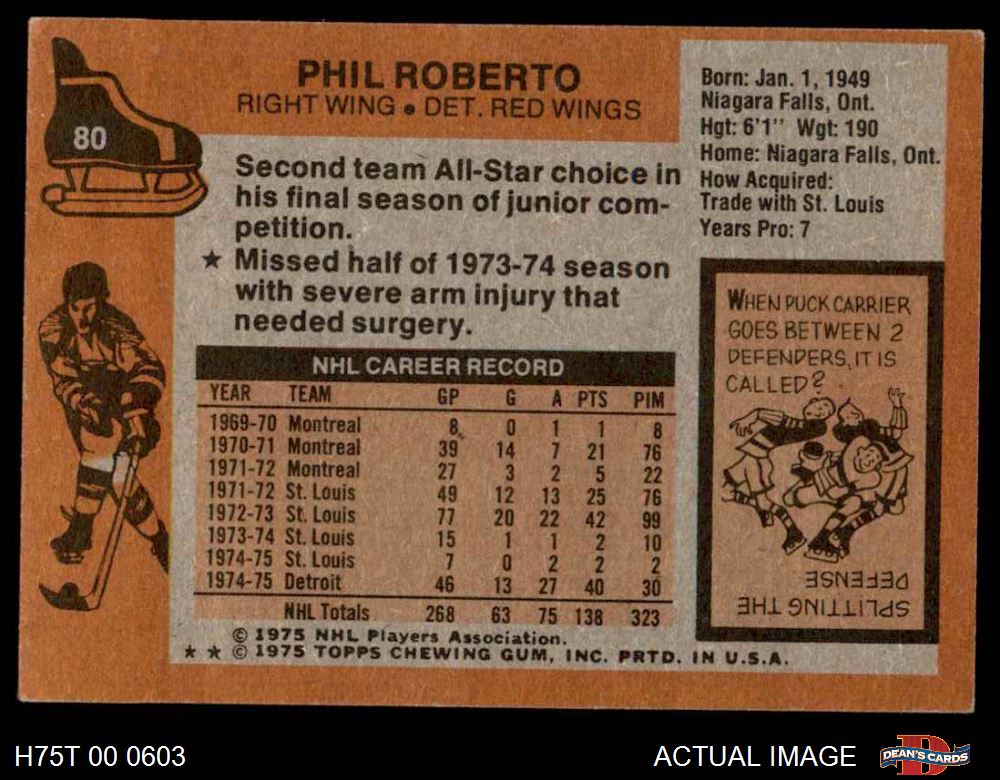 80
PHIL ROBERTO
RIGHT WING • DET. RED WINGS
Born: Jan. 1, 1949
Niagara Falls, Ont.
Hgt: 6'1" Wgt: 190
Home: Niagara Falls, Ont.
How Acquired:
Trade with St. Louis
Years Pro: 7
Second team All-Star choice in
his final season of junior com-
petition.
★ Missed half of 1973-74 season
with severe arm injury that
needed surgery.
NHL CAREER RECORD
YEAR TEAM GP G A PTS PIM
1969-70 Montreal 8 0 1 1 8
1970-71 Montreal 39 14 7 21 76
1971-72 Montreal 27 3 2 5 22
1971-72 St. Louis 49 12 13 25 76
1972-73 St. Louis 77 20 22 42 99
1973-74 St. Louis 15 1 1 2 10
1974-75 St. Louis 7 0 2 2 2
1974-75 Detroit 46 13 27 40 30
NHL Totals 268 63 75 138 323
© 1975 NHL Players Association.
★ ★ © 1975 TOPPS CHEWING GUM, INC. PRTD. IN U.S.A.
WHEN PUCK CARRIER
GOES BETWEEN 2
DEFENDERS, IT IS
CALLED?
SPLITTING THE
DEFENSE
H75T 00 0603
ACTUAL IMAGE
DEAN'S CARDS